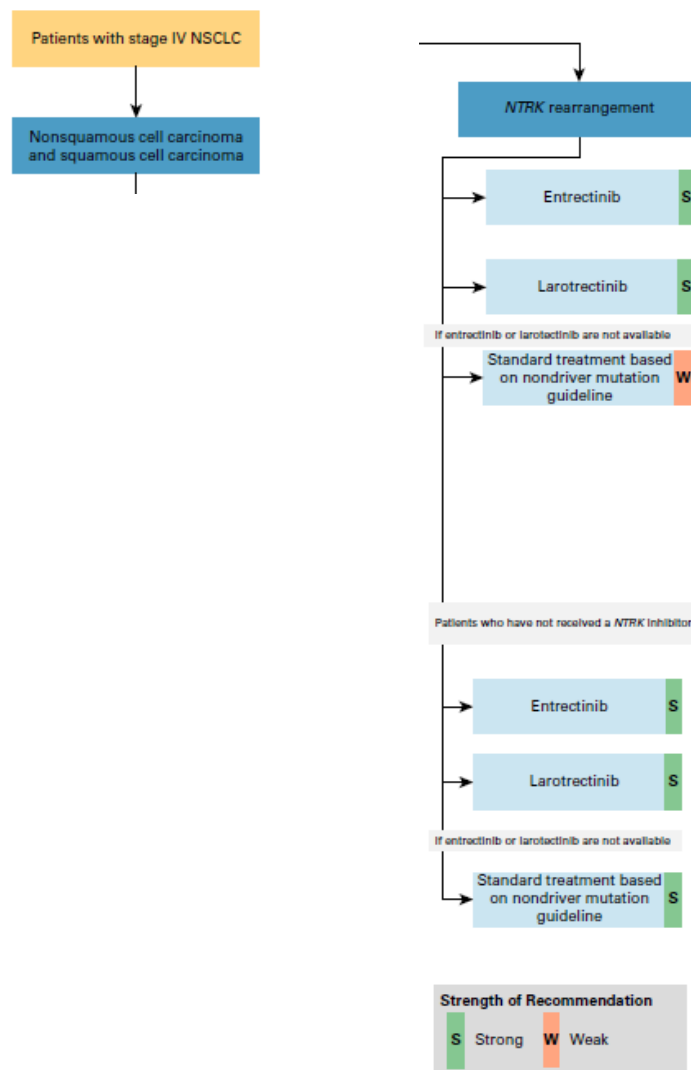 Patients with stage IV NSCLC
Nonsquamous cell carcinoma
and squamous cell carcinoma
NTRK rearrangement
Entrectinib S
Larotrectinib S
If entrectinib or larotectinib are not available
Standard treatment based
on nondriver mutation W
guideline
Patients who have not received a NTRK inhibitor
Entrectinib S
Larotrectinib S
If entrectinib or larotectinib are not available
Standard treatment based
on nondriver mutation S
guideline
Strength of Recommendation
S Strong W Weak